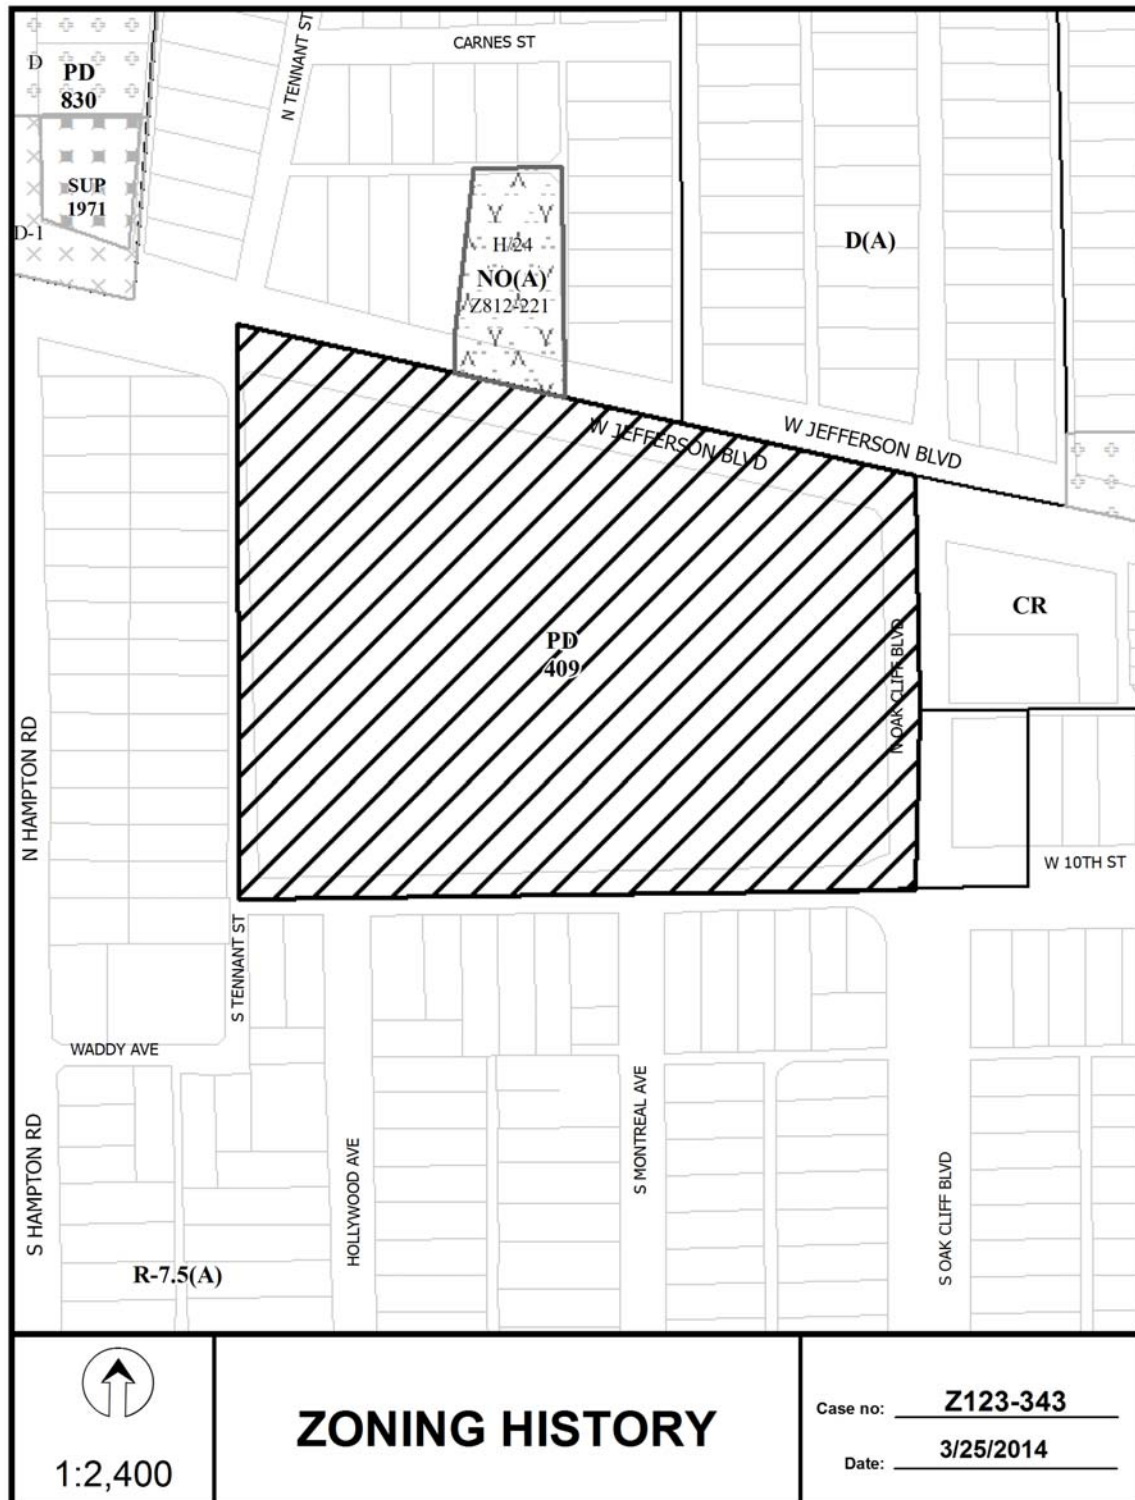 CARNES ST
N TENNANT ST
D
PD
830
SUP
1971
D-1
H/24
NO(A)
Z812-221
D(A)
W JEFFERSON BLVD
W JEFFERSON BLVD
CR
PD
409
N OAK CLIFF BLVD
N HAMPTON RD
W 10TH ST
S TENNANT ST
WADDY AVE
S HAMPTON RD
HOLLYWOOD AVE
S MONTREAL AVE
S OAK CLIFF BLVD
R-7.5(A)
1:2,400
ZONING HISTORY
Case no: Z123-343
Date: 3/25/2014